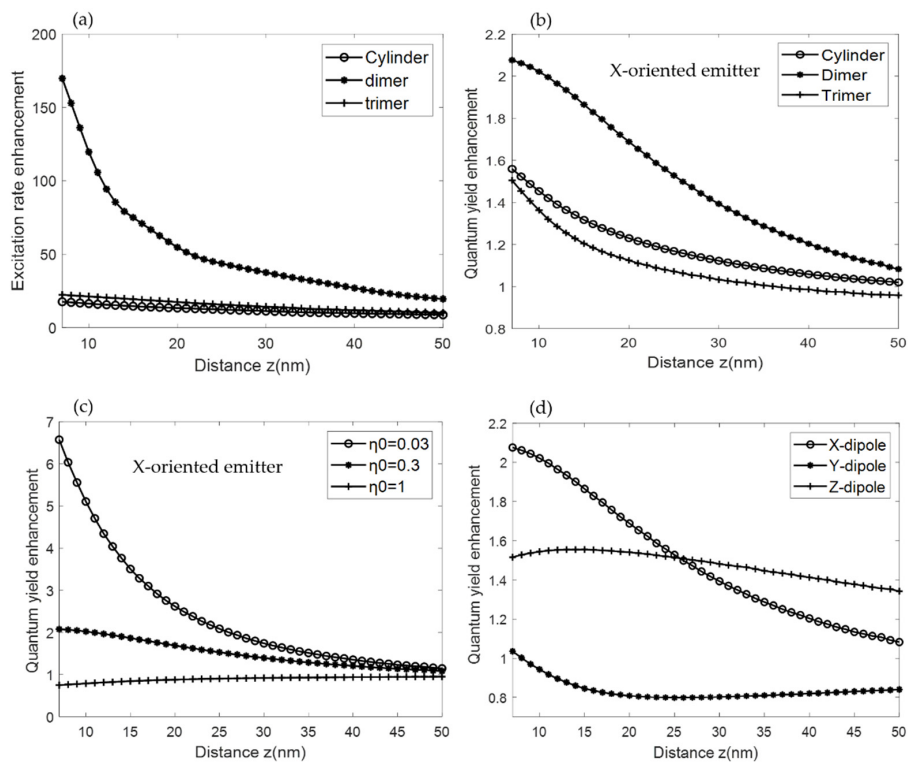 (a)
200
150
100
50
0
Excitation rate enhancement
Cylinder
dimer
trimer
10 20 30 40 50
Distance z(nm)
(b)
2.2
2
1.8
1.6
1.4
1.2
1
0.8
Quantum yield enhancement
X-oriented emitter
Cylinder
Dimer
Trimer
10 20 30 40 50
Distance z(nm)
(c)
7
6
5
4
3
2
1
0
Quantum yield enhancement
X-oriented emitter
η0=0.03
η0=0.3
η0=1
10 15 20 25 30 35 40 45 50
Distance z(nm)
(d)
2.2
2
1.8
1.6
1.4
1.2
1
0.8
Quantum yield enhancement
X-dipole
Y-dipole
Z-dipole
10 15 20 25 30 35 40 45 50
Distance z(nm)